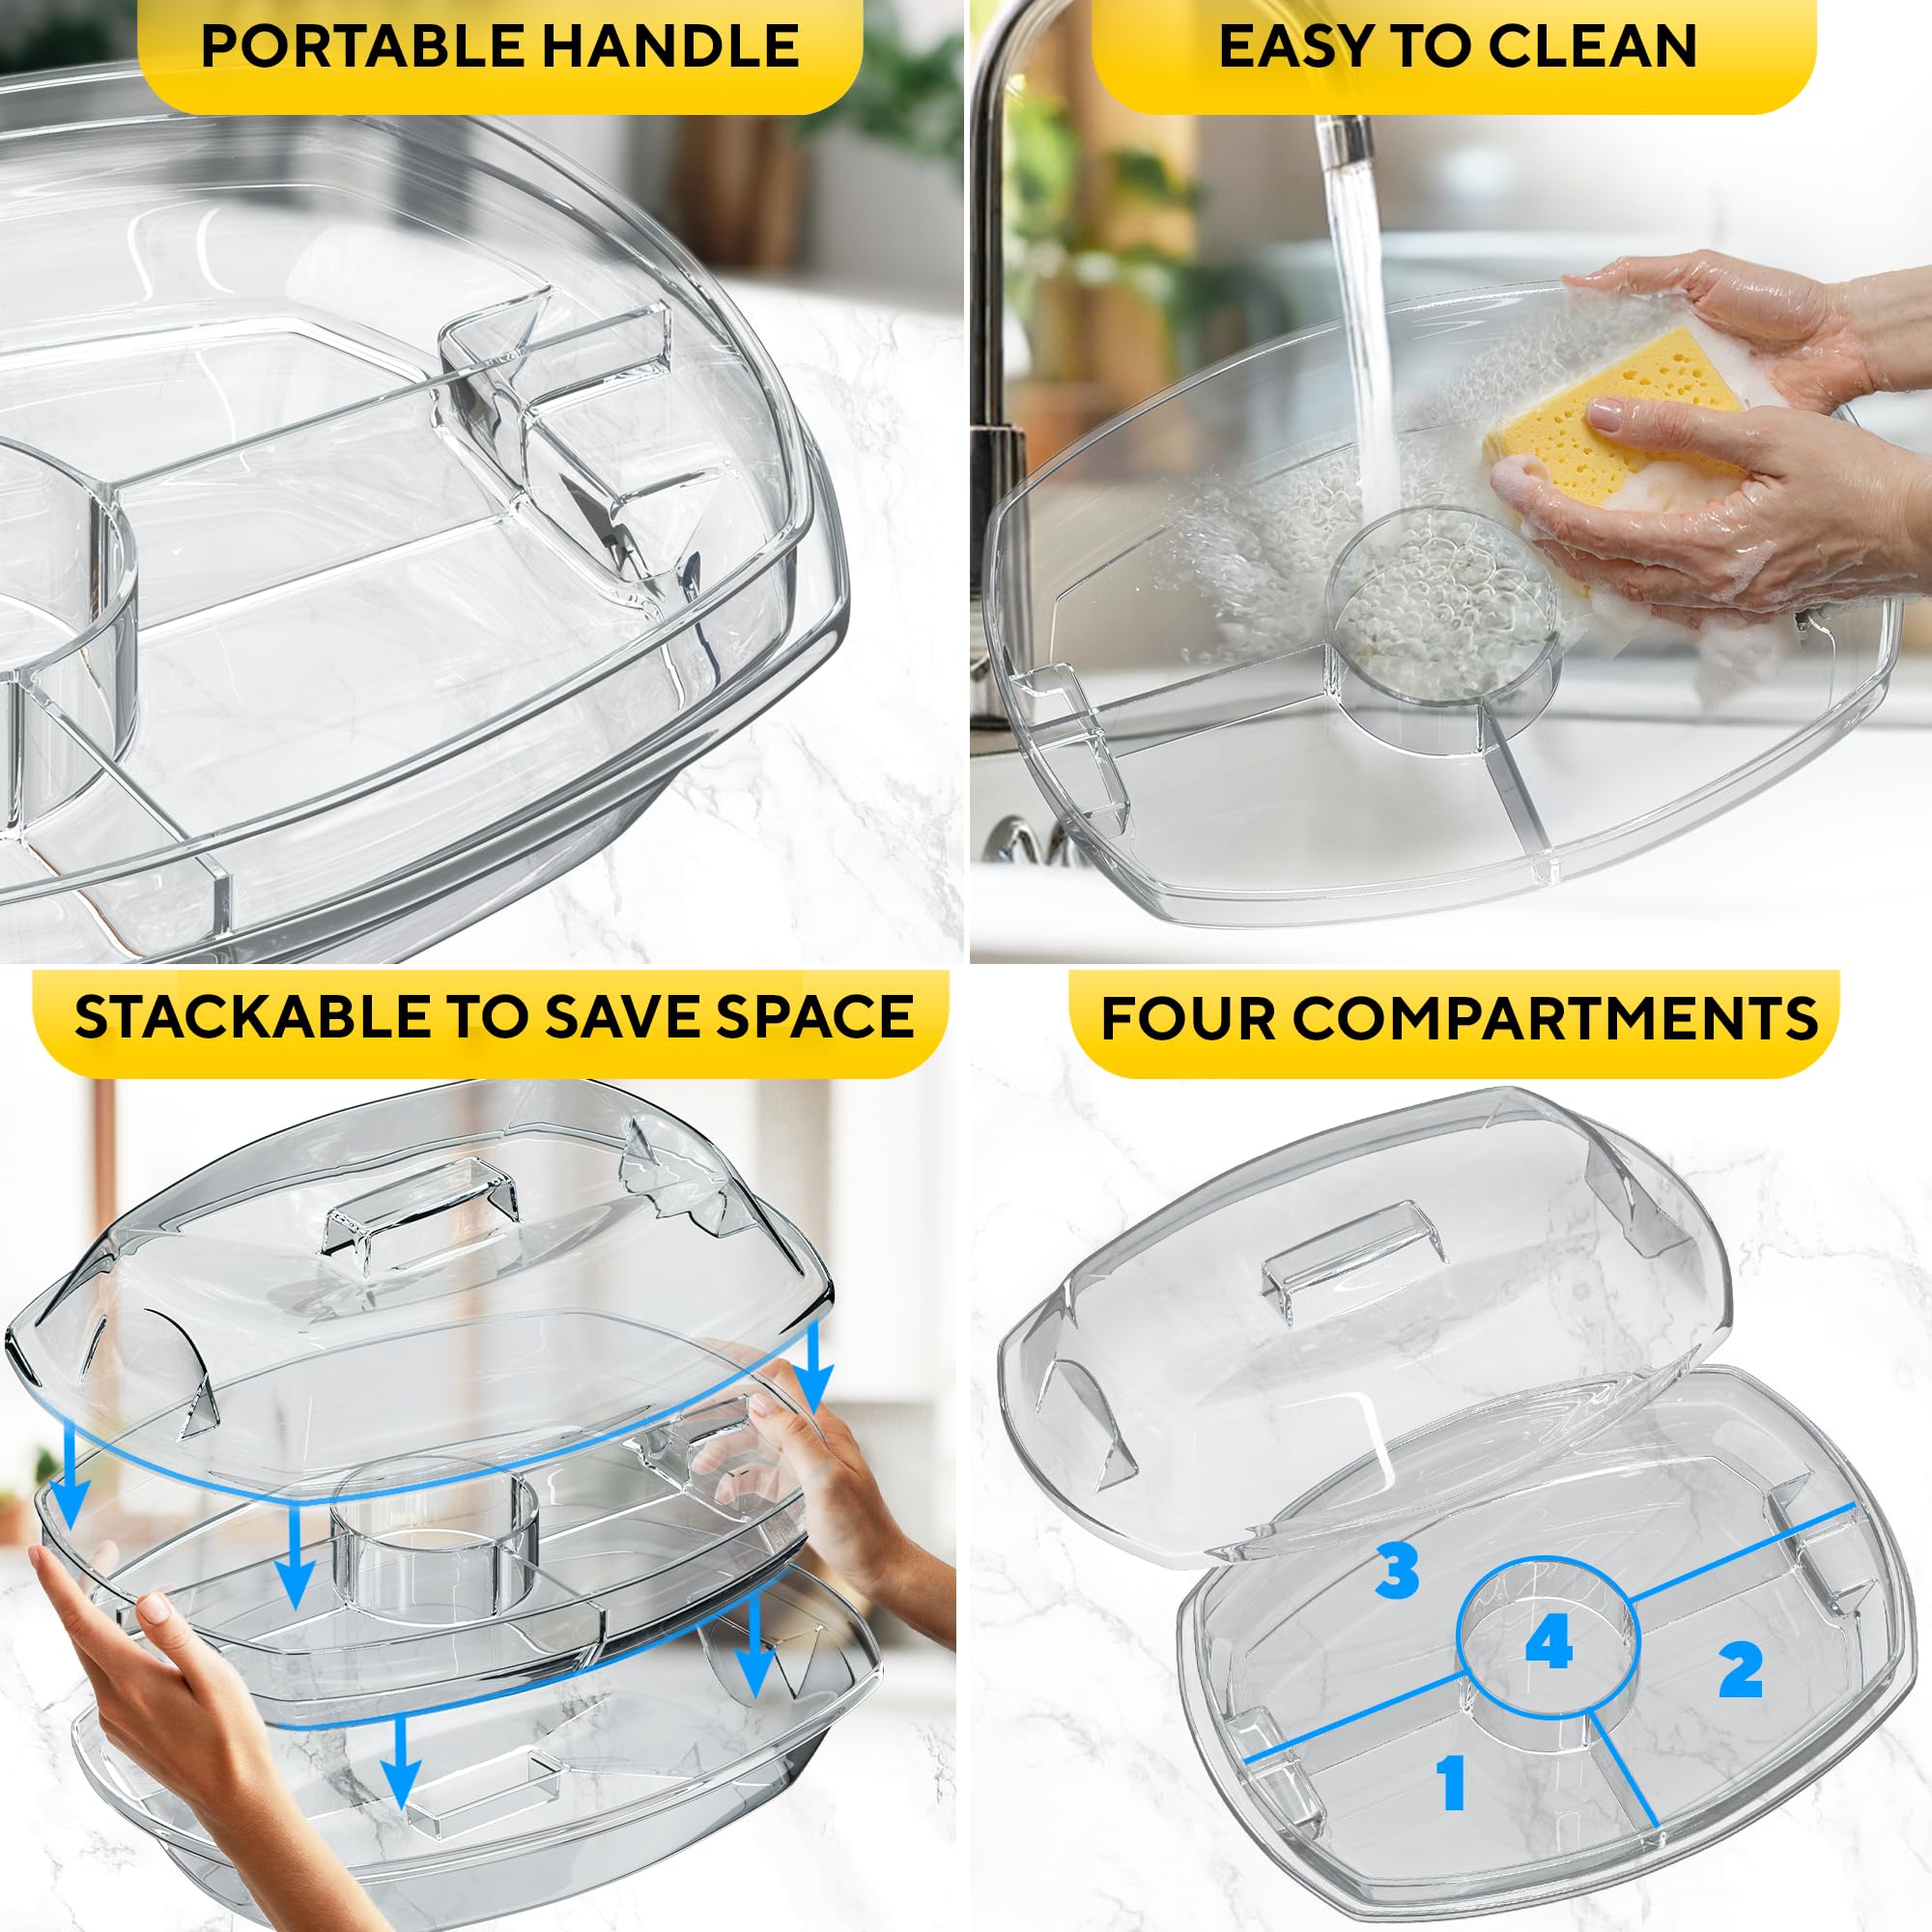 PORTABLE HANDLE
EASY TO CLEAN
STACKABLE TO SAVE SPACE
FOUR COMPARTMENTS
3
4
2
1